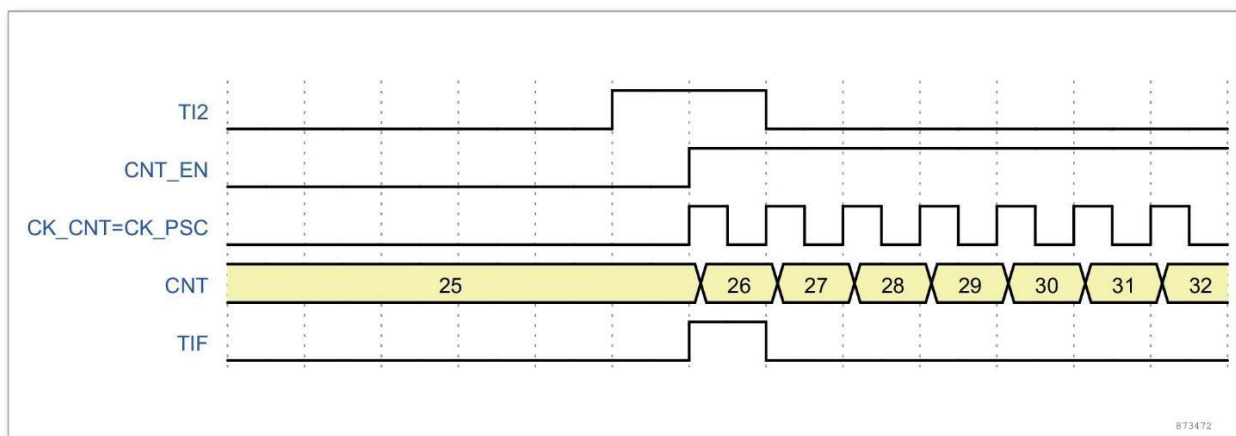 TI2
CNT_EN
CK_CNT=CK_PSC
CNT 25 26 27 28 29 30 31 32
TIF
873472